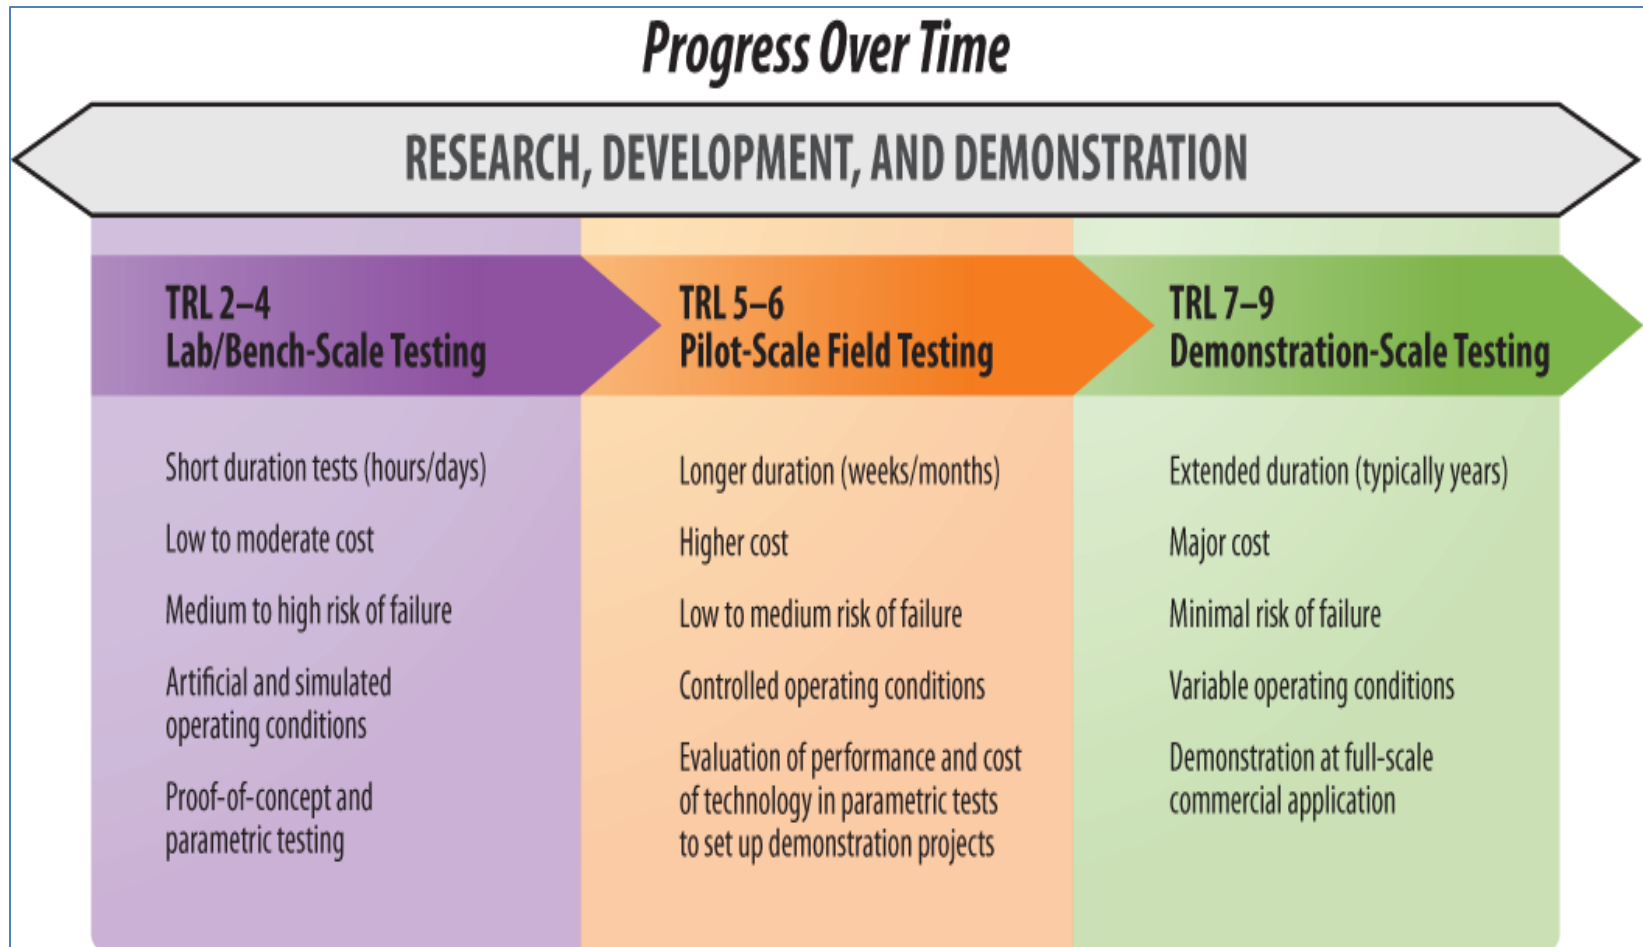 Progress Over Time
RESEARCH, DEVELOPMENT, AND DEMONSTRATION
TRL 2–4
Lab/Bench-Scale Testing
Short duration tests (hours/days)
Low to moderate cost
Medium to high risk of failure
Artificial and simulated
operating conditions
Proof-of-concept and
parametric testing
TRL 5–6
Pilot-Scale Field Testing
Longer duration (weeks/months)
Higher cost
Low to medium risk of failure
Controlled operating conditions
Evaluation of performance and cost
of technology in parametric tests
to set up demonstration projects
TRL 7–9
Demonstration-Scale Testing
Extended duration (typically years)
Major cost
Minimal risk of failure
Variable operating conditions
Demonstration at full-scale
commercial application